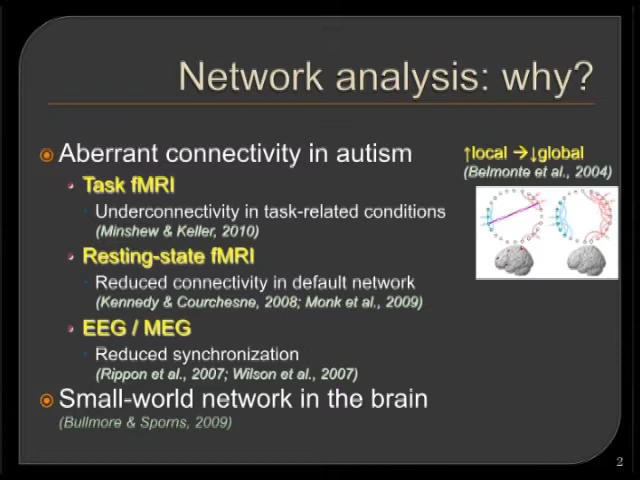 Network analysis: why?
Aberrant connectivity in autism
Task fMRI
Underconnectivity in task-related conditions
(Minshew & Keller, 2010)
Resting-state fMRI
Reduced connectivity in default network
(Kennedy & Courchesne, 2008; Monk et al., 2009)
EEG / MEG
Reduced synchronization
(Rippon et al., 2007; Wilson et al., 2007)
Small-world network in the brain
(Bullmore & Sporns, 2009)
↑local →↓global
(Belmonte et al., 2004)
2